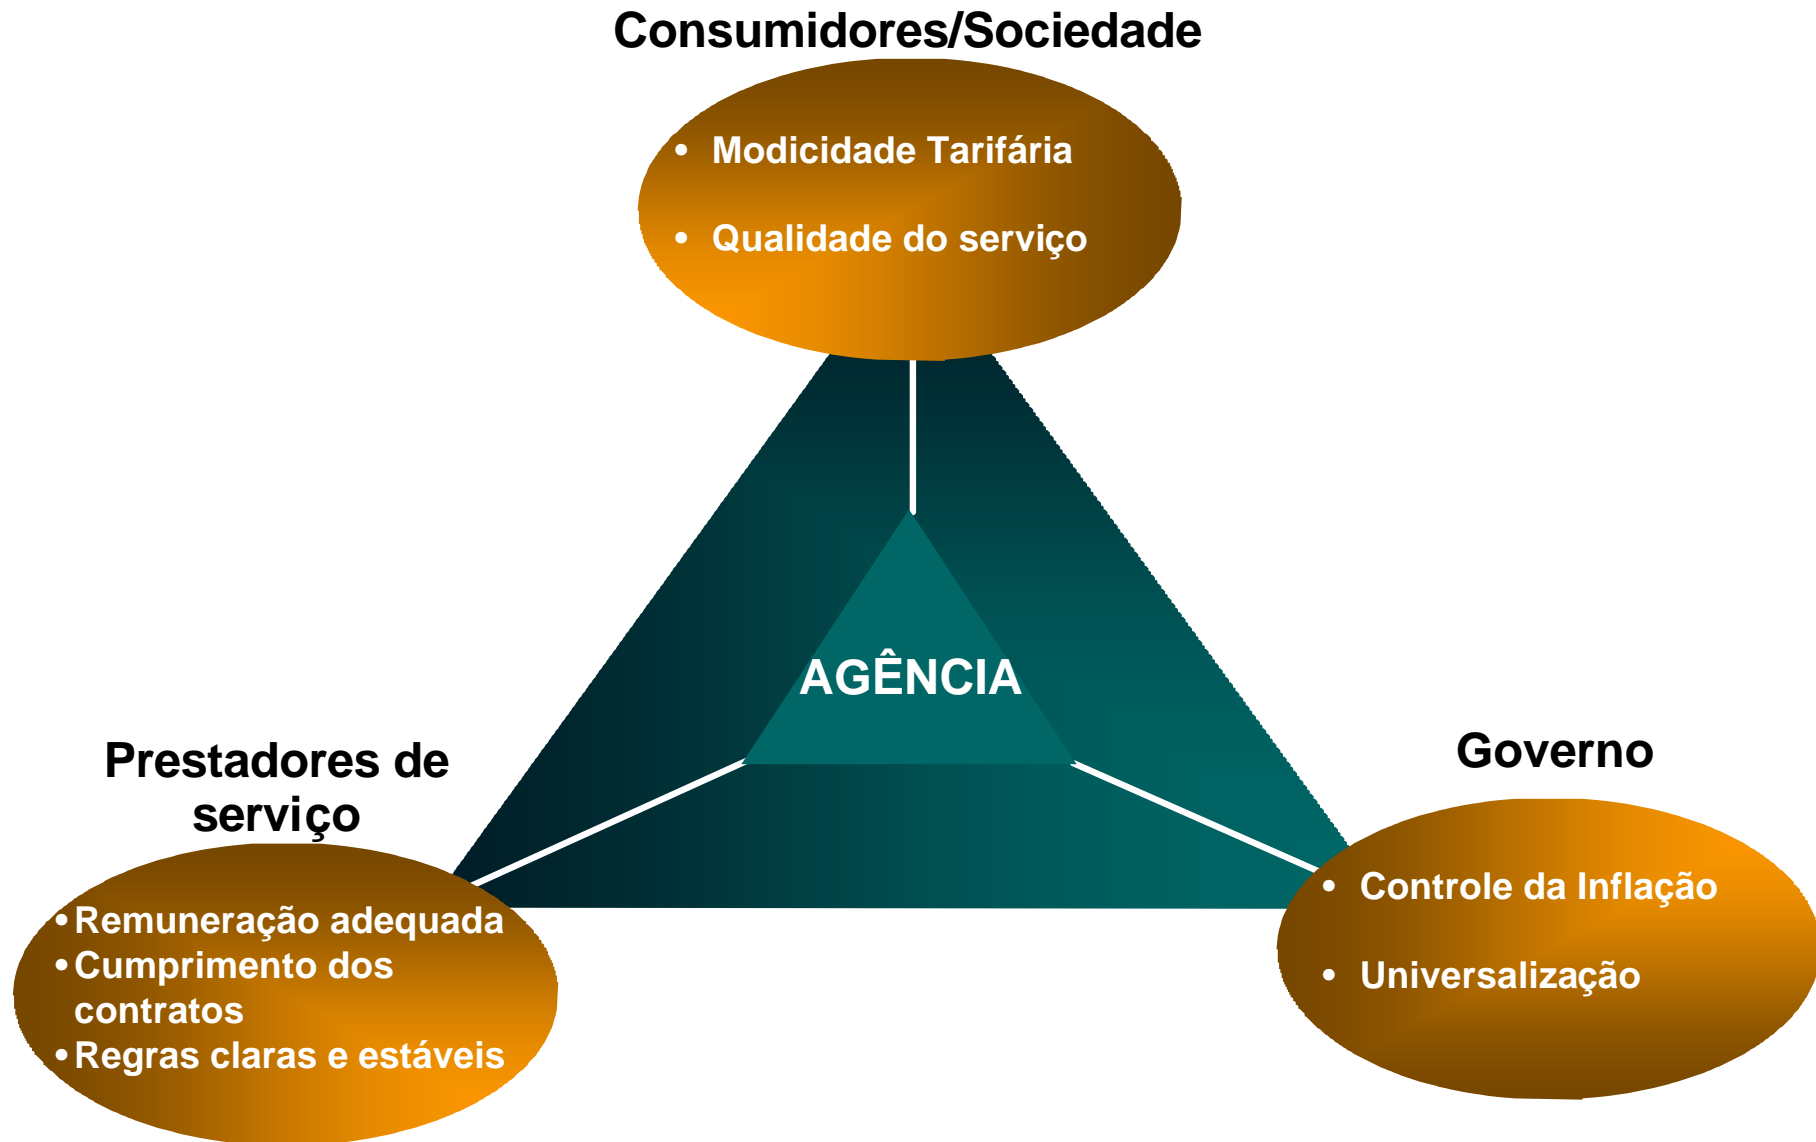 Consumidores/Sociedade
• Modicidade Tarifária
• Qualidade do serviço
AGÊNCIA
Prestadores de
serviço
• Remuneração adequada
• Cumprimento dos
contratos
• Regras claras e estáveis
Governo
• Controle da Inflação
• Universalização